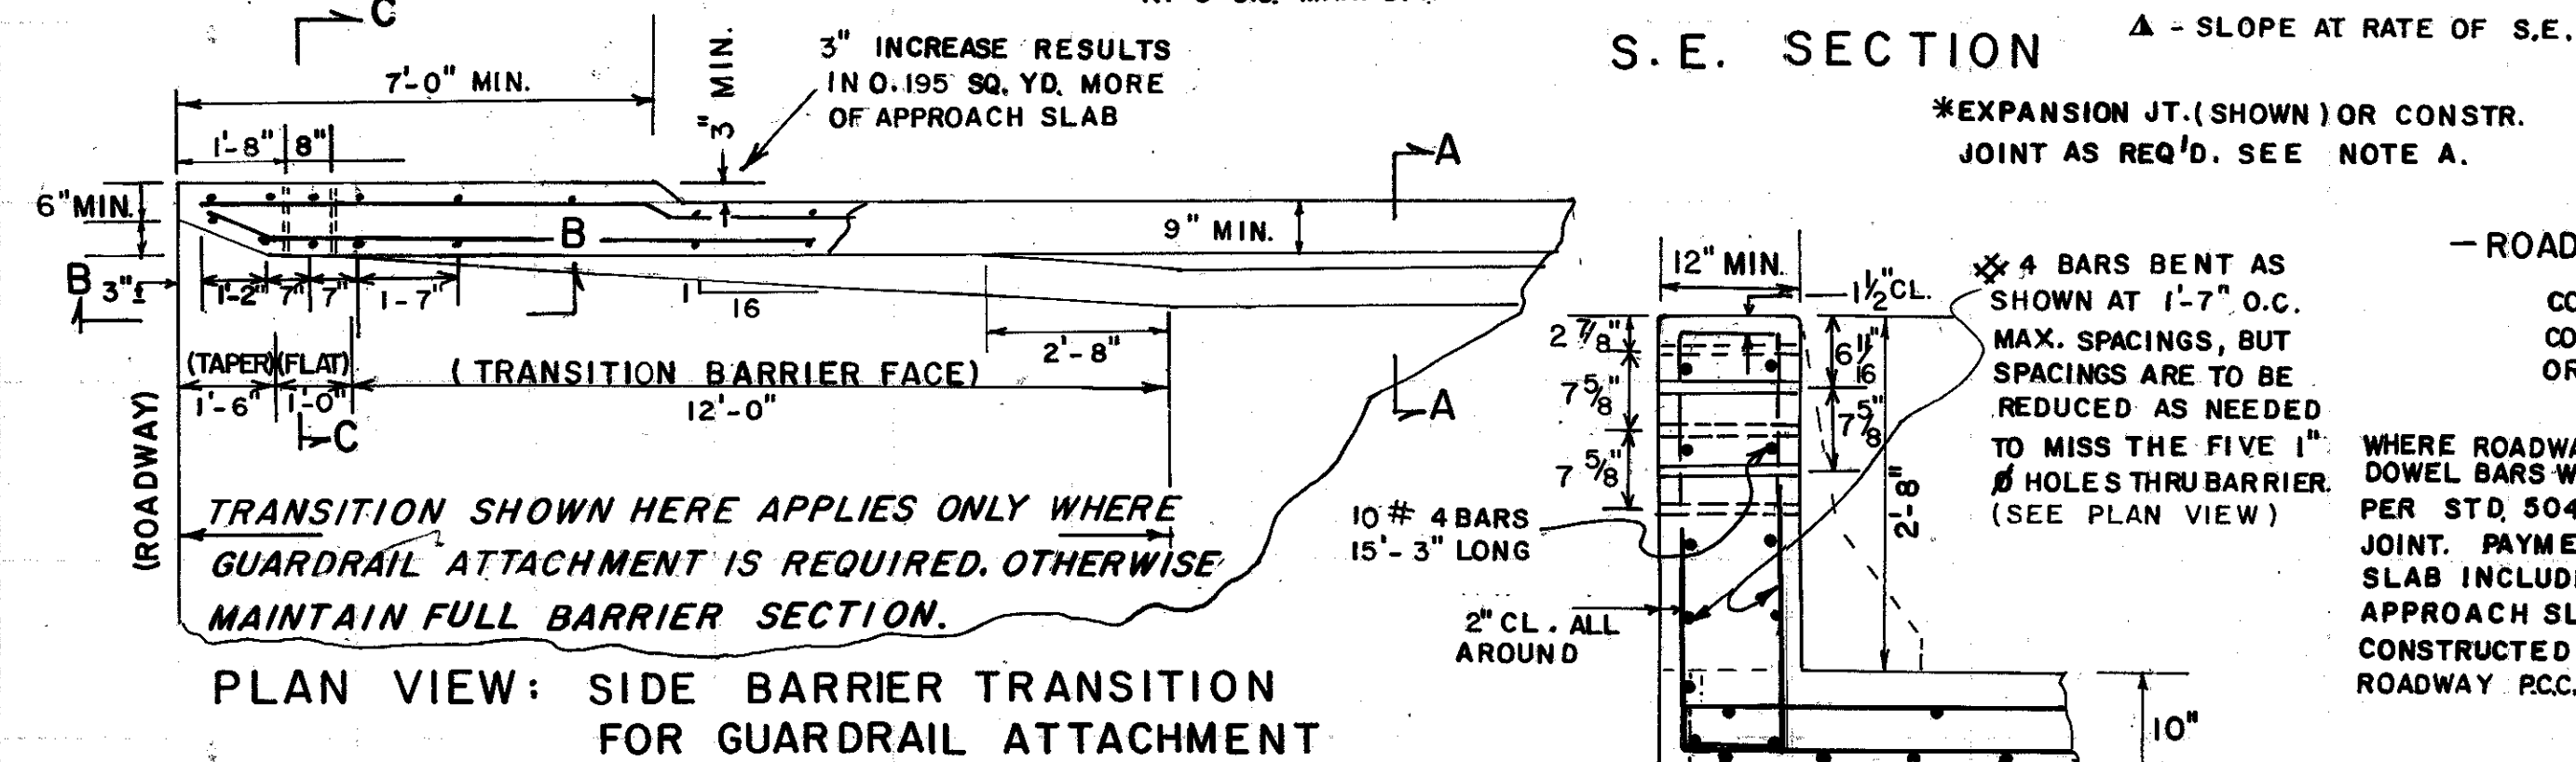 C
7'-0" MIN.
3" MIN.
3" INCREASE RESULTS
IN 0.195 SQ. YD. MORE
OF APPROACH SLAB
1'-8" 8"
6" MIN.
B
B
3"±
1'-2" 7" 7" 1-7"
1
16
9" MIN.
A
A
2'-8"
(TAPER) (FLAT) (TRANSITION BARRIER FACE)
1'-6" 1'-0" 12'-0"
C
(ROADWAY)
TRANSITION SHOWN HERE APPLIES ONLY WHERE
GUARDRAIL ATTACHMENT IS REQUIRED. OTHERWISE
MAINTAIN FULL BARRIER SECTION.
PLAN VIEW: SIDE BARRIER TRANSITION
FOR GUARDRAIL ATTACHMENT
S.E. SECTION
- SLOPE AT RATE OF S.E.
*EXPANSION JT. (SHOWN) OR CONSTR.
JOINT AS REQ'D. SEE NOTE A.
12" MIN.
1½" CL.
2 7/8"
7 5/8"
7 5/8"
6 11/16"
7 5/8"
2'-8"
10 # 4 BARS
15'-3" LONG
2" CL. ALL
AROUND
10"
4 BARS BENT AS
SHOWN AT 1'-7" O.C.
MAX. SPACINGS, BUT
SPACINGS ARE TO BE
REDUCED AS NEEDED
TO MISS THE FIVE 1"
Ø HOLES THRU BARRIER.
(SEE PLAN VIEW)
- ROAD
CO
CO
OR
WHERE ROADWA
DOWEL BARS W
PER STD. 504
JOINT. PAYME
SLAB INCLUD
APPROACH SL
CONSTRUCTED
ROADWAY P.C.C.